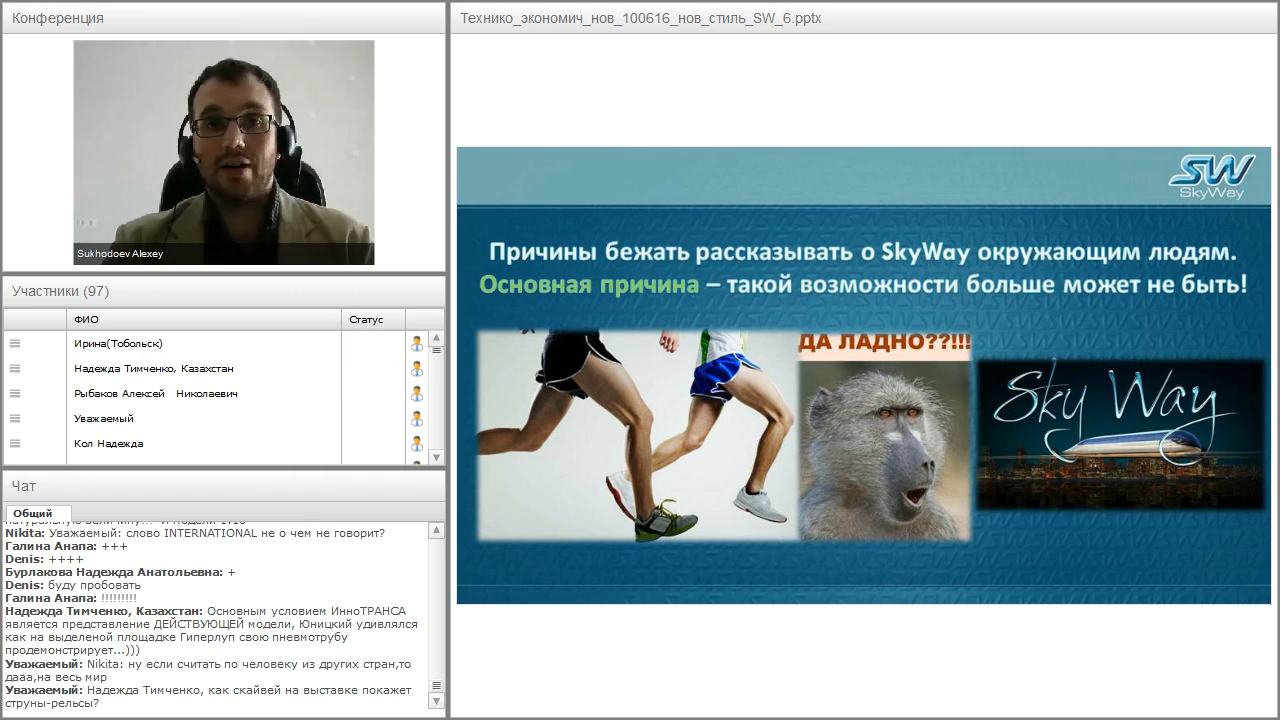 Конференция
Sukhodoev Alexey
Участники (97)
ФИО
Статус
Ирина(Тобольск)
Надежда Тимченко, Казахстан
Рыбаков Алексей Николаевич
Уважаемый
Кол Надежда
Чат
Общий
Nikita: Уважаемый: слово INTERNATIONAL не о чем не говорит?
Галина Анапа: +++
Denis: ++++
Бурлакова Надежда Анатольевна: +
Denis: буду пробовать
Галина Анапа: !!!!!!!!!
Надежда Тимченко, Казахстан: Основным условием ИнноТРАНСА
является представление ДЕЙСТВУЮЩЕЙ модели, Юницкий удивлялся
как на выделеной площадке Гиперлуп свою пневмотрубу
продемонстрирует...)))
Уважаемый: Nikita: ну если считать по человеку из других стран,то
дааа,на весь мир
Уважаемый: Надежда Тимченко, как скайвей на выставке покажет
струны-рельсы?
Технико_экономич_нов_100616_нов_стиль_SW_6.pptx
SW
SkyWay
Причины бежать рассказывать о SkyWay окружающим людям.
Основная причина – такой возможности больше может не быть!
ДА ЛАДНО??!!!
Sky Way